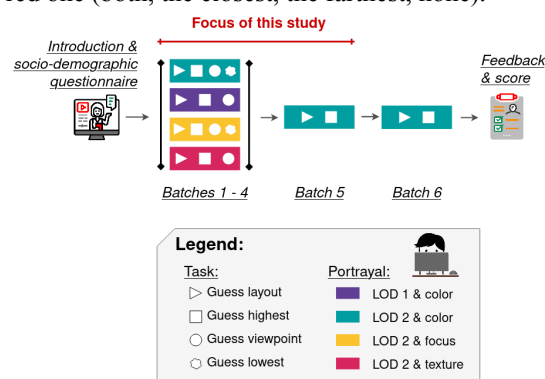 red one (both, the closest, the farthest, none).
Focus of this study
Introduction &
socio-demographic
questionnaire
Feedback
& score
Batches 1 - 4
Batch 5
Batch 6
Legend:
Task:
Portrayal:
Guess layout
LOD 1 & color
Guess highest
LOD 2 & color
Guess viewpoint
LOD 2 & focus
Guess lowest
LOD 2 & texture